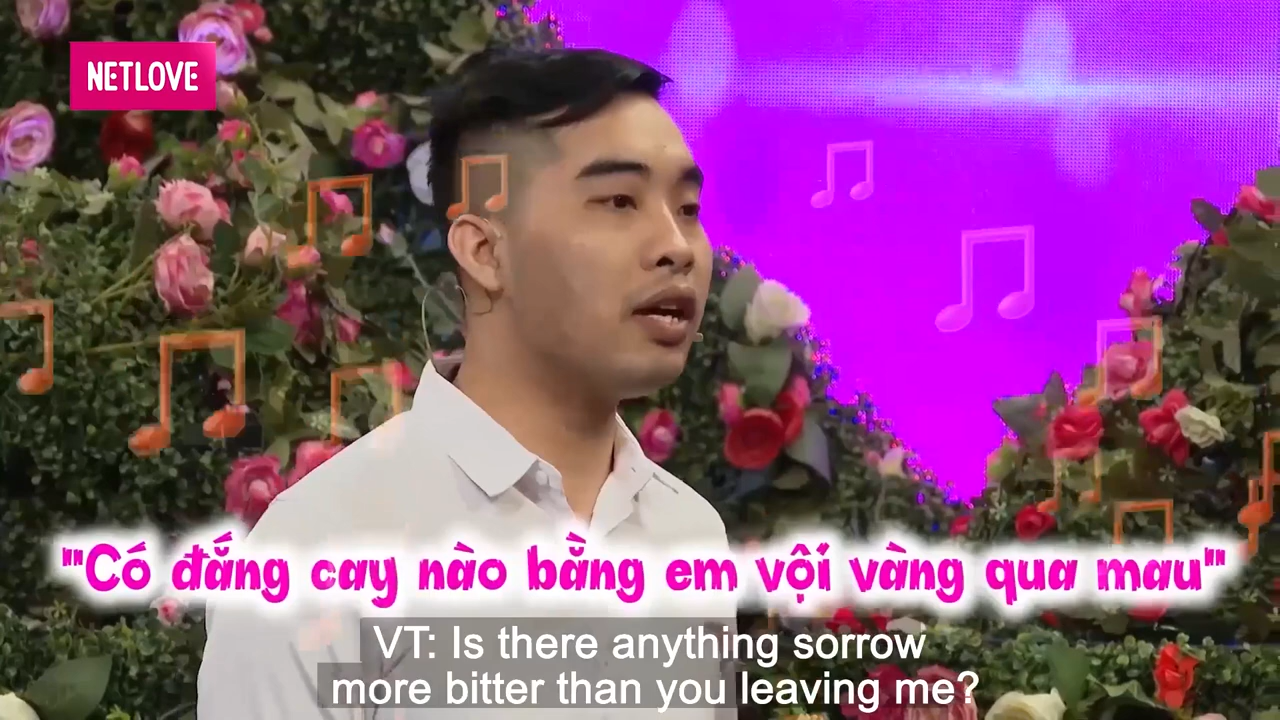 NETLOVE
"'Có đắng cay nào bằng em vội vàng qua mau'"
VT: Is there anything sorrow
more bitter than you leaving me?